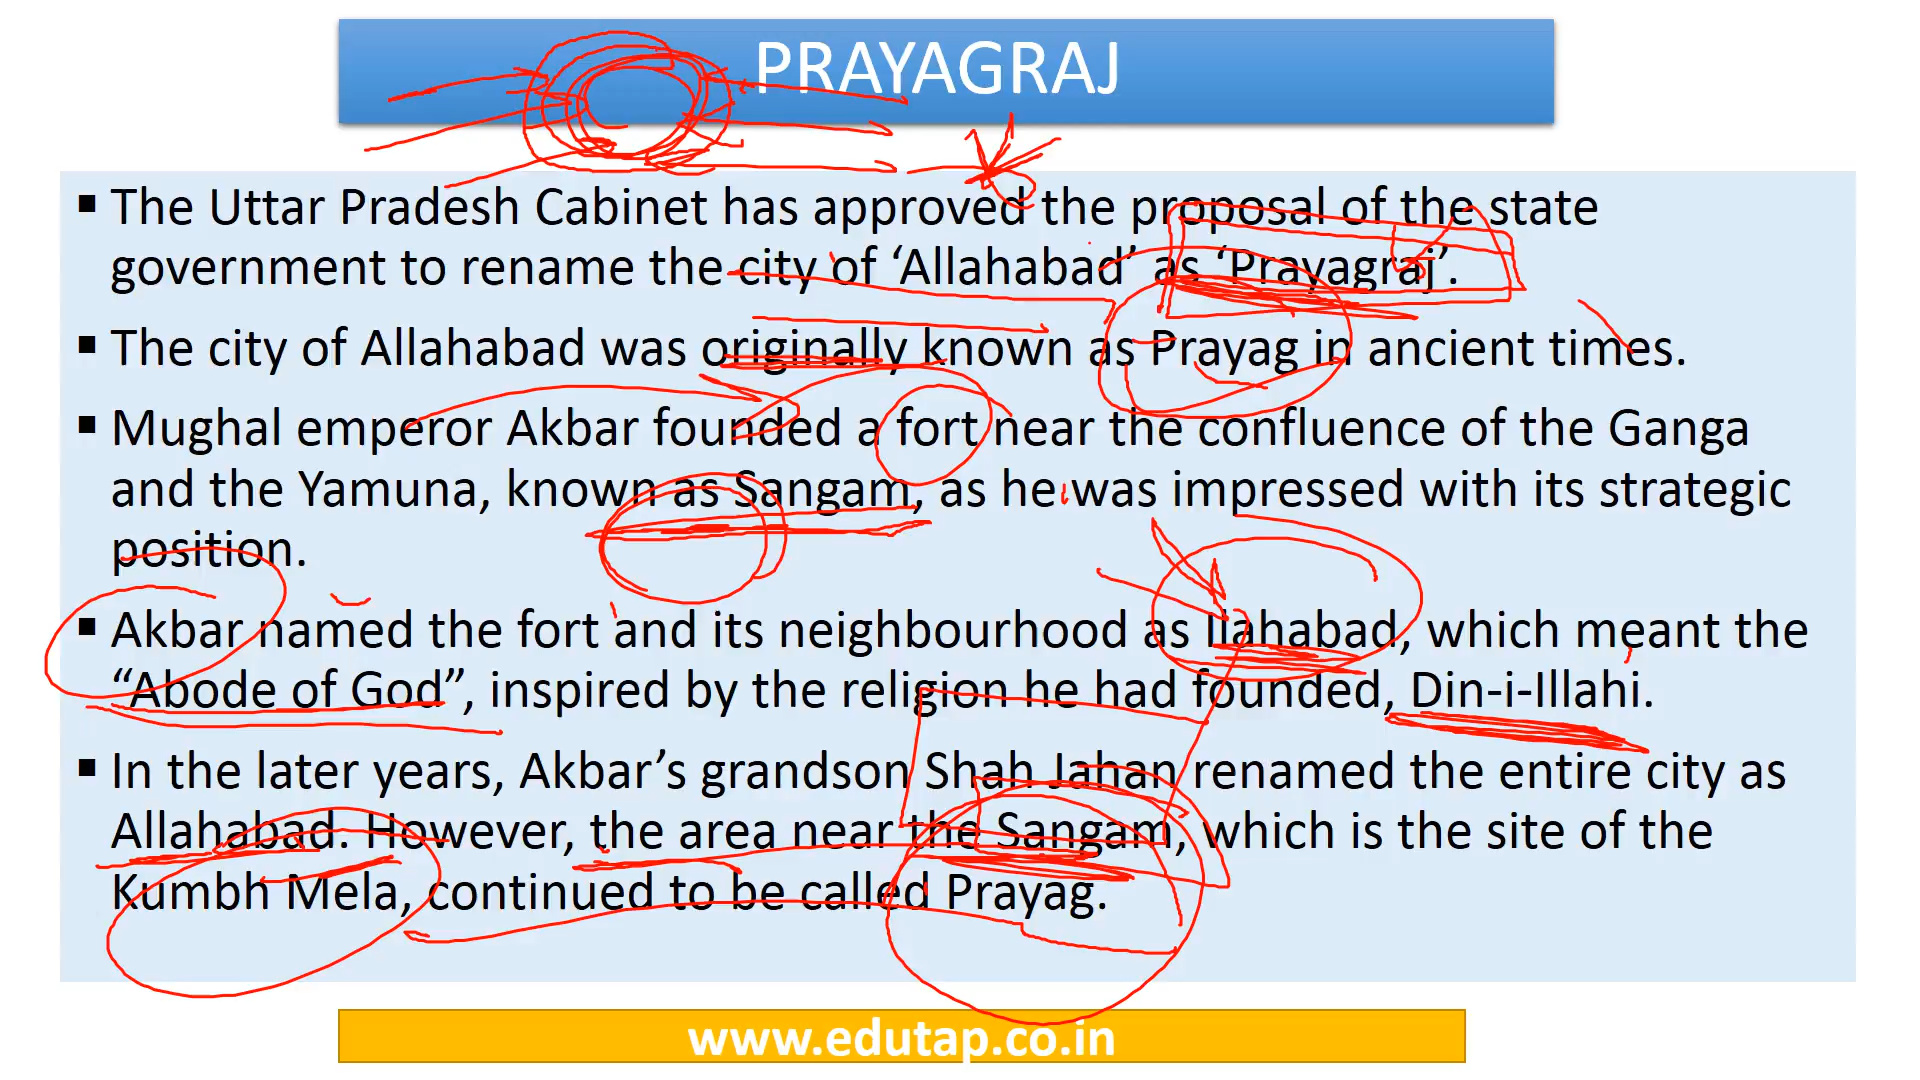 PRAYAGRAJ
▪ The Uttar Pradesh Cabinet has approved the proposal of the state
government to rename the city of ‘Allahabad’ as ‘Prayagraj’.
▪ The city of Allahabad was originally known as Prayag in ancient times.
▪ Mughal emperor Akbar founded a fort near the confluence of the Ganga
and the Yamuna, known as Sangam, as he was impressed with its strategic
position.
▪ Akbar named the fort and its neighbourhood as Ilahabad, which meant the
“Abode of God”, inspired by the religion he had founded, Din-i-Illahi.
▪ In the later years, Akbar’s grandson Shah Jahan renamed the entire city as
Allahabad. However, the area near the Sangam, which is the site of the
Kumbh Mela, continued to be called Prayag.
www.edutap.co.in